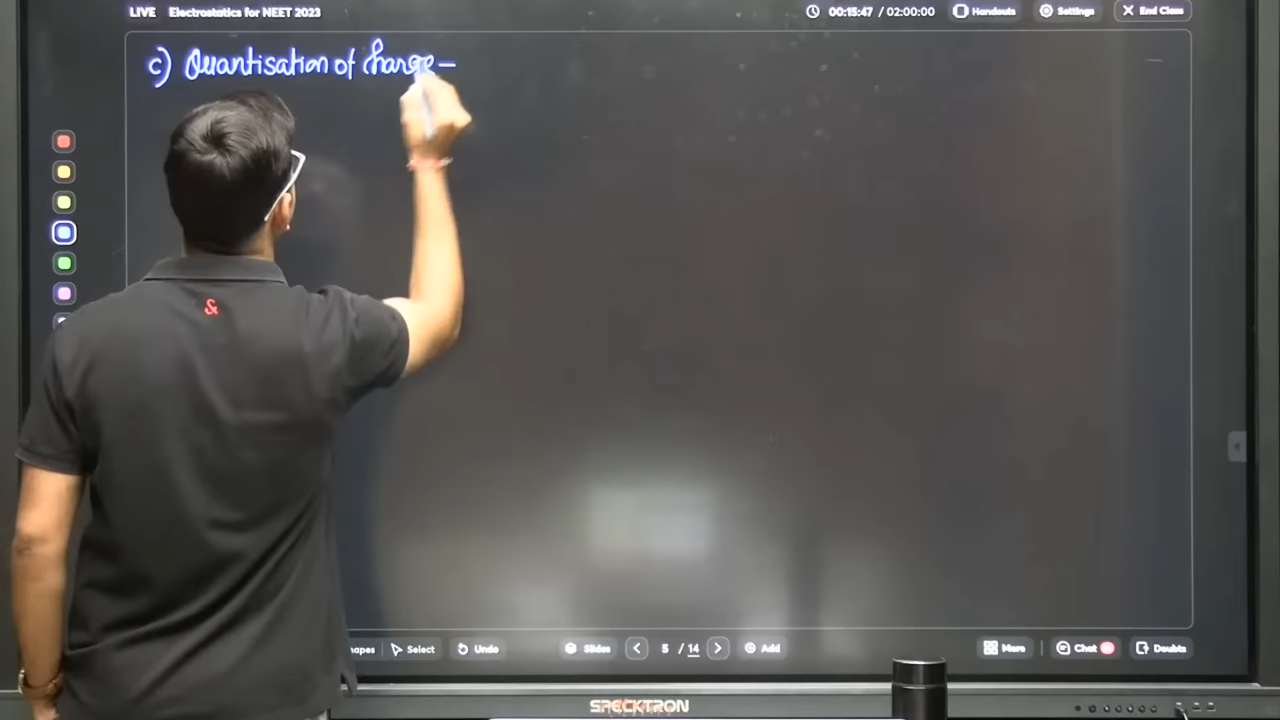 LIVE Electrostatics for NEET 2023 00:15:47 / 02:00:00 Handouts Settings End Class
c) Quantisation of Charge –
&
hapes Select Undo Slides 5 / 14 Add More Chat Doubts
SPECKTRON